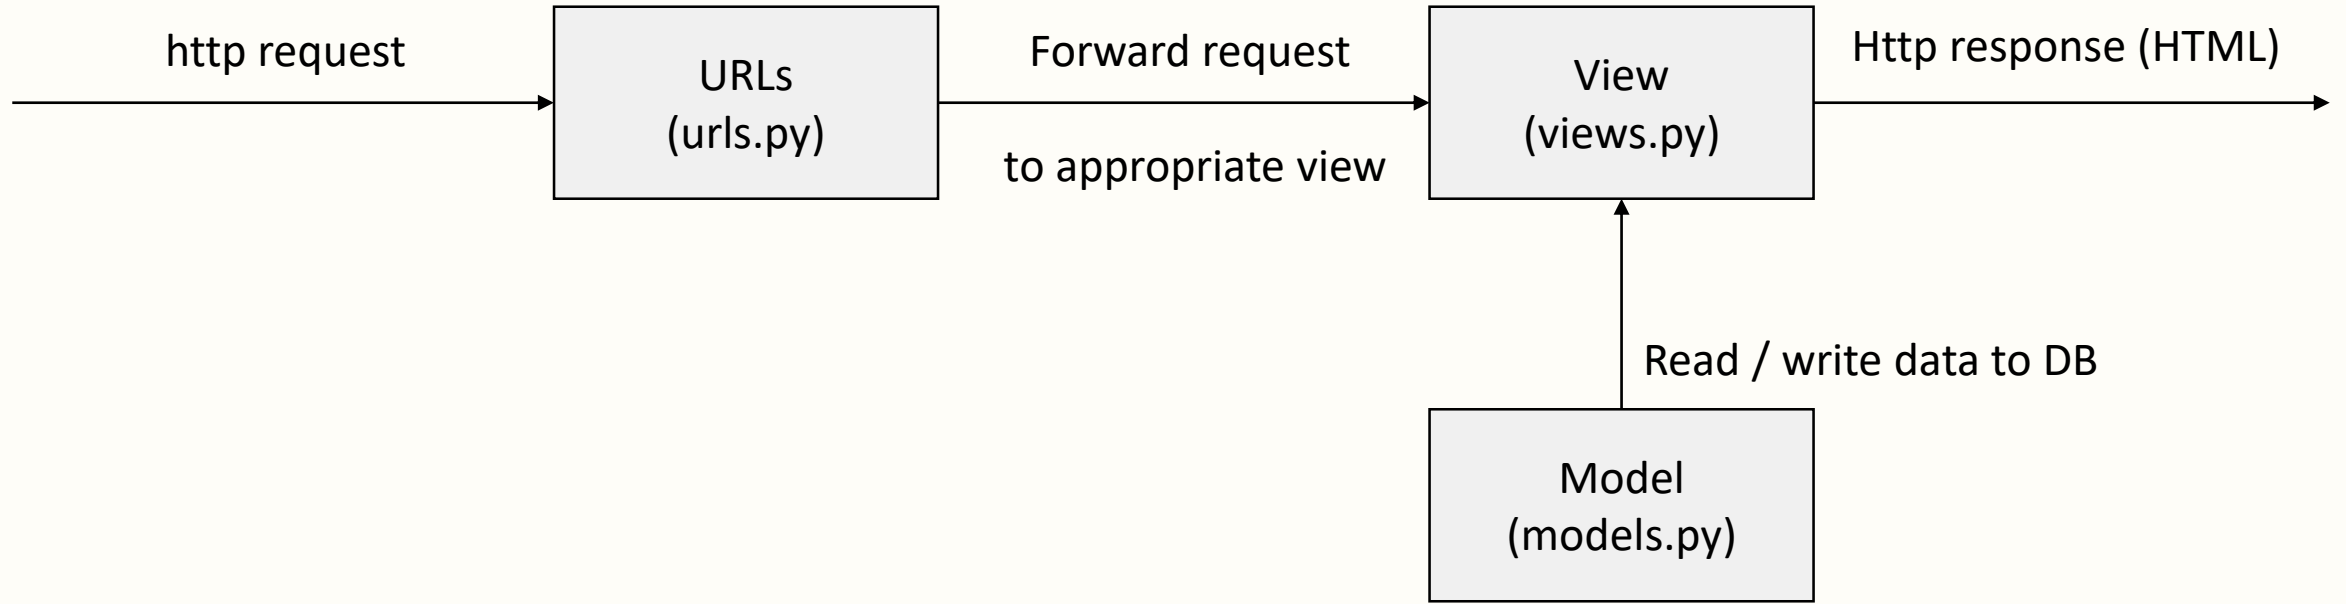 http request
URLs
(urls.py)
Forward request
to appropriate view
View
(views.py)
Http response (HTML)
Read / write data to DB
Model
(models.py)